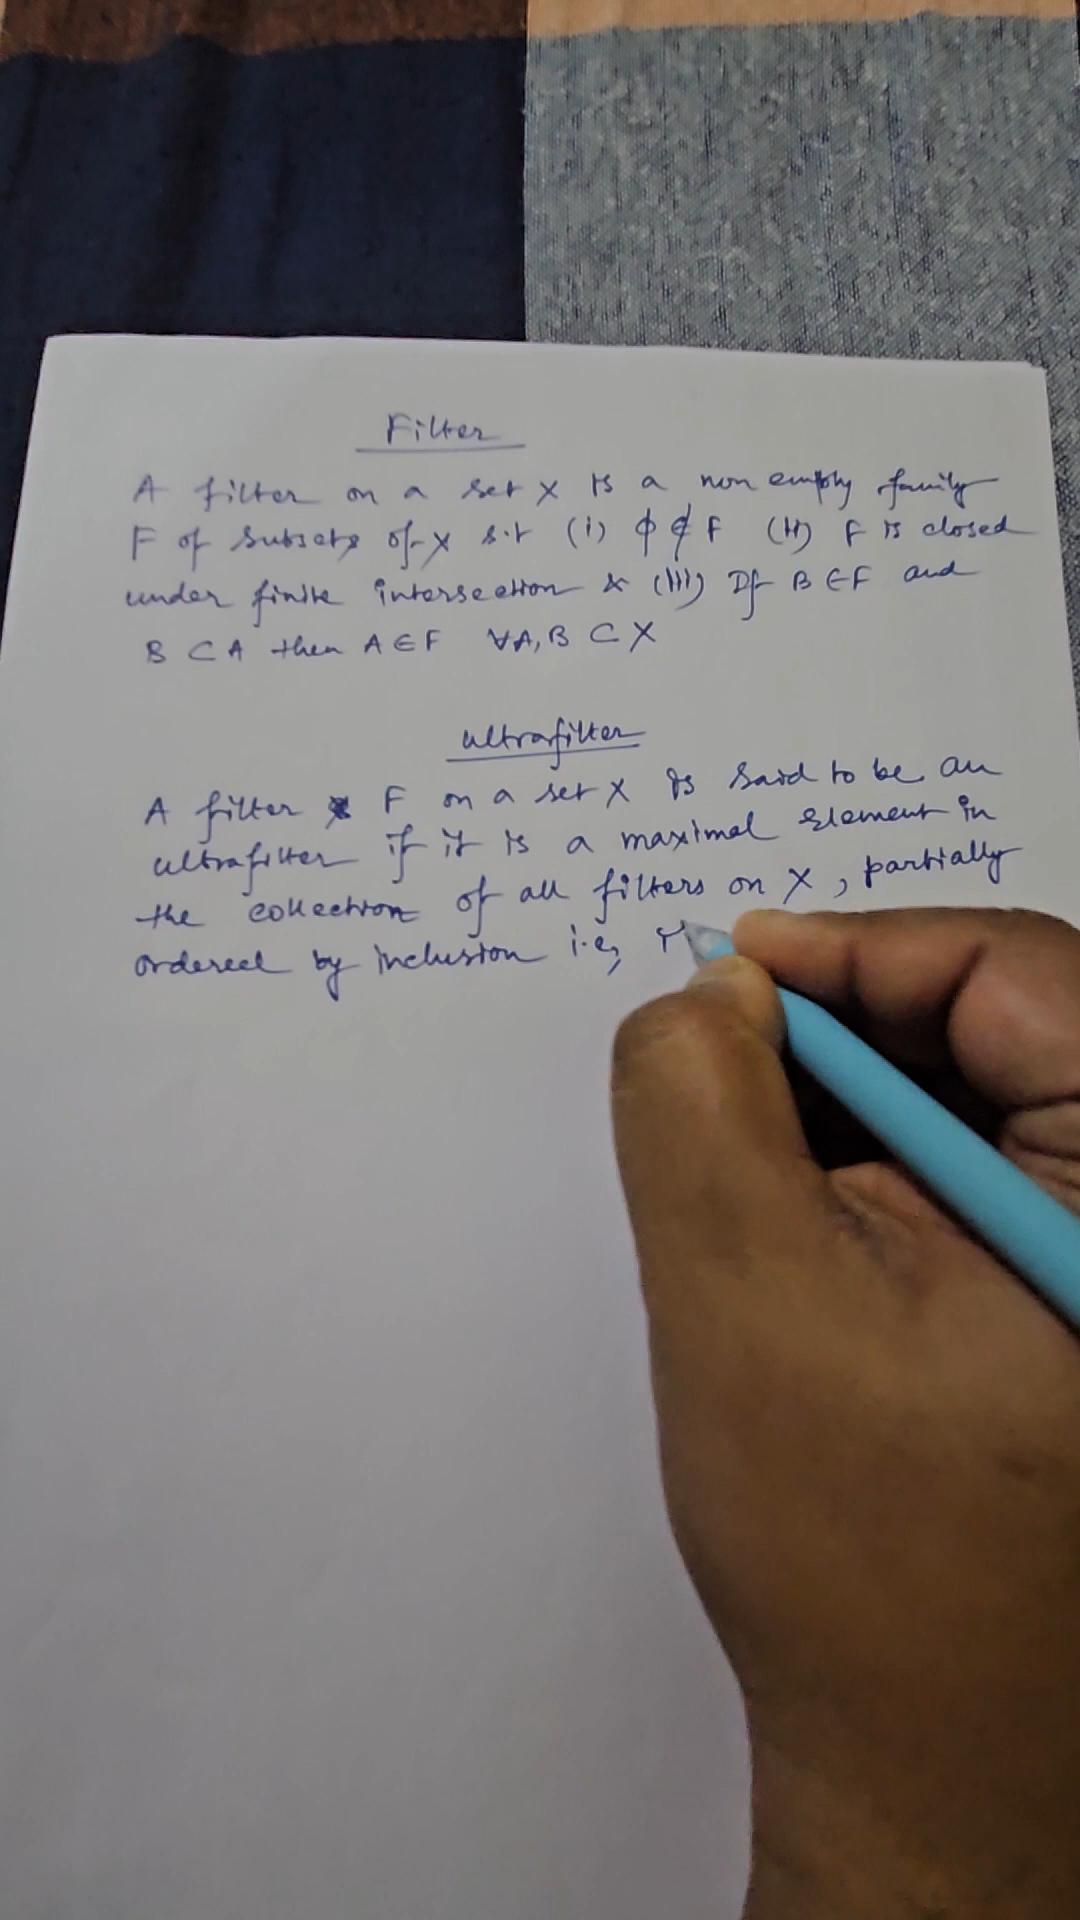 Filter
A filter on a set X is a non empty family
F of subsets of X s.t (i) ϕ ∉ F (ii) F is closed
under finite intersection & (iii) If B ∈ F and
B ⊂ A then A ∈ F ∀A, B ⊂ X
Ultrafilter
A filter F on a set X is said to be an
ultrafilter if it is a maximal element in
the collection of all filters on X, partially
ordered by inclusion i.e,